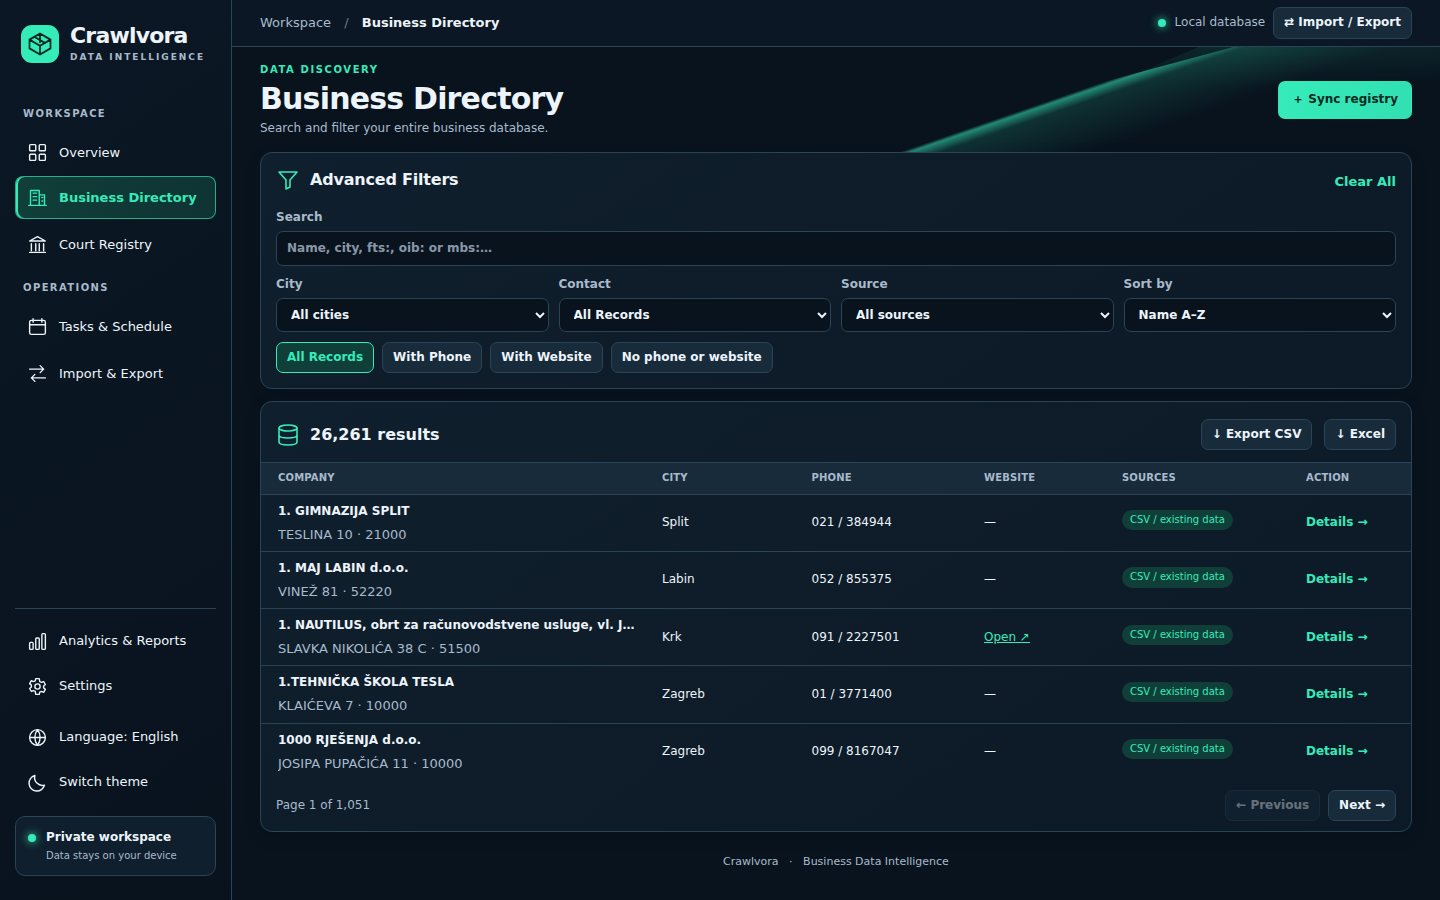 Crawlvora
DATA INTELLIGENCE
WORKSPACE
Overview
Business Directory
Court Registry
OPERATIONS
Tasks & Schedule
Import & Export
Analytics & Reports
Settings
Language: English
Switch theme
Private workspace
Data stays on your device
Workspace / Business Directory
Local database
⇄ Import / Export
DATA DISCOVERY
Business Directory
Search and filter your entire business database.
+ Sync registry
Advanced Filters
Clear All
Search
Name, city, fts:, oib: or mbs:…
City Contact Source Sort by
All cities All Records All sources Name A–Z
All Records With Phone With Website No phone or website
26,261 results
↓ Export CSV ↓ Excel
COMPANY CITY PHONE WEBSITE SOURCES ACTION
1. GIMNAZIJA SPLIT
TESLINA 10 · 21000
Split 021 / 384944 — CSV / existing data Details →
1. MAJ LABIN d.o.o.
VINEŽ 81 · 52220
Labin 052 / 855375 — CSV / existing data Details →
1. NAUTILUS, obrt za računovodstvene usluge, vl. J…
SLAVKA NIKOLIĆA 38 C · 51500
Krk 091 / 2227501 Open ↗ CSV / existing data Details →
1.TEHNIČKA ŠKOLA TESLA
KLAIĆEVA 7 · 10000
Zagreb 01 / 3771400 — CSV / existing data Details →
1000 RJEŠENJA d.o.o.
JOSIPA PUPAČIĆA 11 · 10000
Zagreb 099 / 8167047 — CSV / existing data Details →
Page 1 of 1,051
← Previous Next →
Crawlvora · Business Data Intelligence